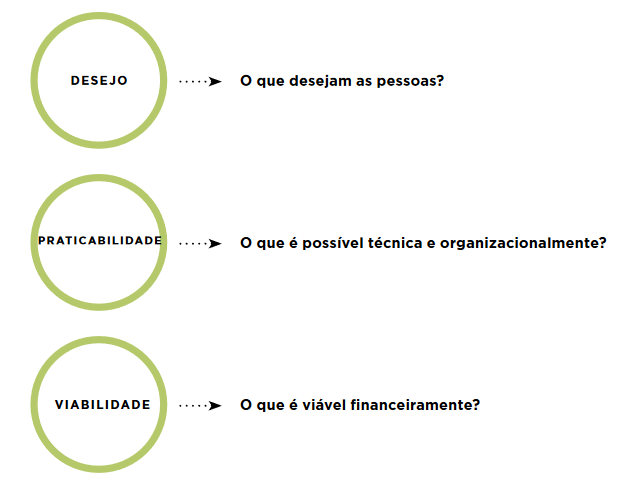 DESEJO
O que desejam as pessoas?
PRATICABILIDADE
O que é possível técnica e organizacionalmente?
VIABILIDADE
O que é viável financeiramente?